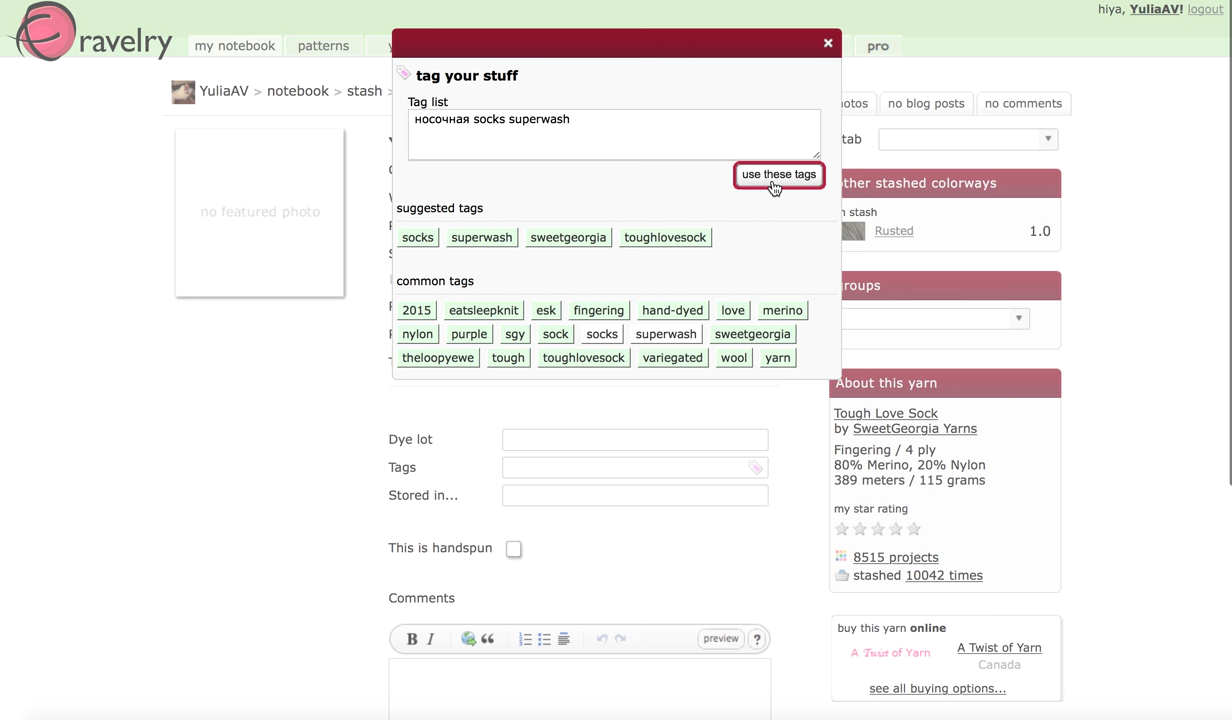 hiya, YuliaAV! logout
ravelry
my notebook
patterns
pro
YuliaAV > notebook > stash >
no featured photo
tag your stuff
Tag list
носочная socks superwash
use these tags
suggested tags
socks superwash sweetgeorgia toughlovesock
common tags
2015 eatsleepknit esk fingering hand-dyed love merino
nylon purple sgy sock socks superwash sweetgeorgia
theloopyewe tough toughlovesock variegated wool yarn
Dye lot
Tags
Stored in...
This is handspun
Comments
B I
preview ?
no blog posts
no comments
tab
other stashed colorways
stash
Rusted 1.0
groups
About this yarn
Tough Love Sock
by SweetGeorgia Yarns
Fingering / 4 ply
80% Merino, 20% Nylon
389 meters / 115 grams
my star rating
8515 projects
stashed 10042 times
buy this yarn online
A Twist of Yarn
A Twist of Yarn
Canada
see all buying options...